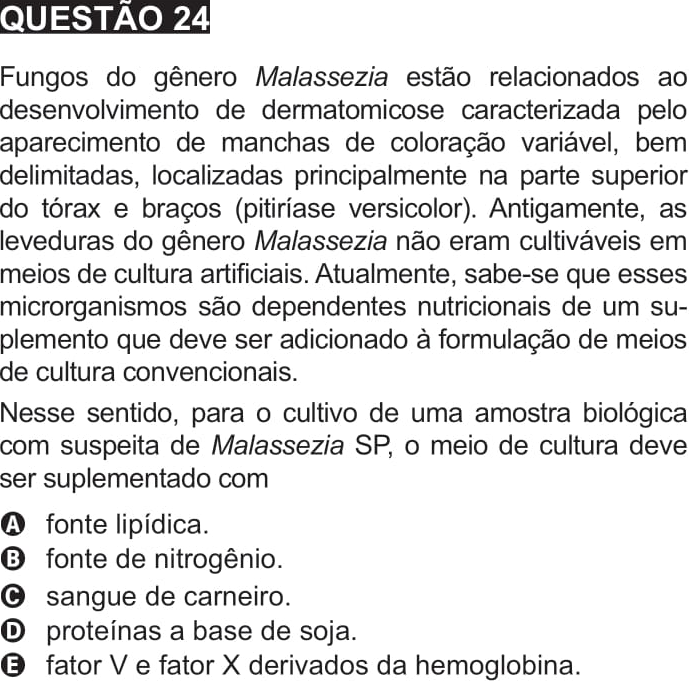 QUESTÃO 24
Fungos do gênero Malassezia estão relacionados ao
desenvolvimento de dermatomicose caracterizada pelo
aparecimento de manchas de coloração variável, bem
delimitadas, localizadas principalmente na parte superior
do tórax e braços (pitiríase versicolor). Antigamente, as
leveduras do gênero Malassezia não eram cultiváveis em
meios de cultura artificiais. Atualmente, sabe-se que esses
microrganismos são dependentes nutricionais de um su-
plemento que deve ser adicionado à formulação de meios
de cultura convencionais.
Nesse sentido, para o cultivo de uma amostra biológica
com suspeita de Malassezia SP, o meio de cultura deve
ser suplementado com
A fonte lipídica.
B fonte de nitrogênio.
C sangue de carneiro.
D proteínas a base de soja.
E fator V e fator X derivados da hemoglobina.